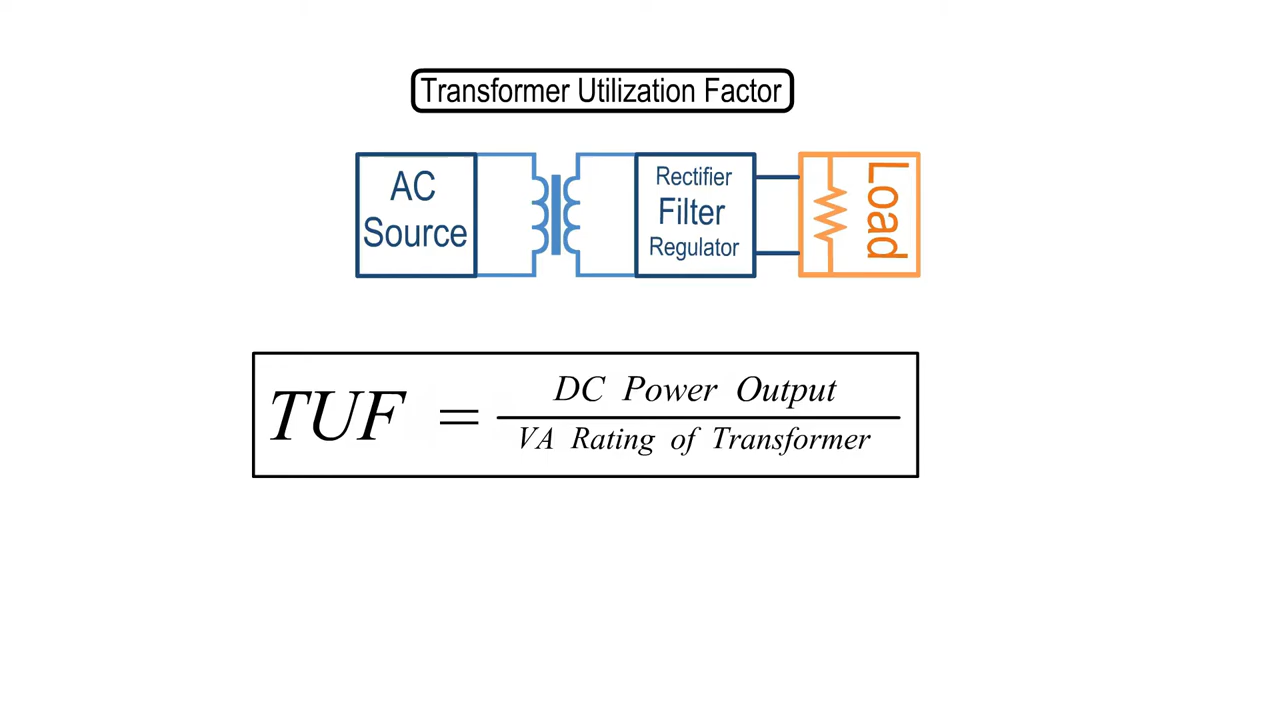 Transformer Utilization Factor
AC
Source
Rectifier
Filter
Regulator
Load
TUF = DC Power Output
VA Rating of Transformer